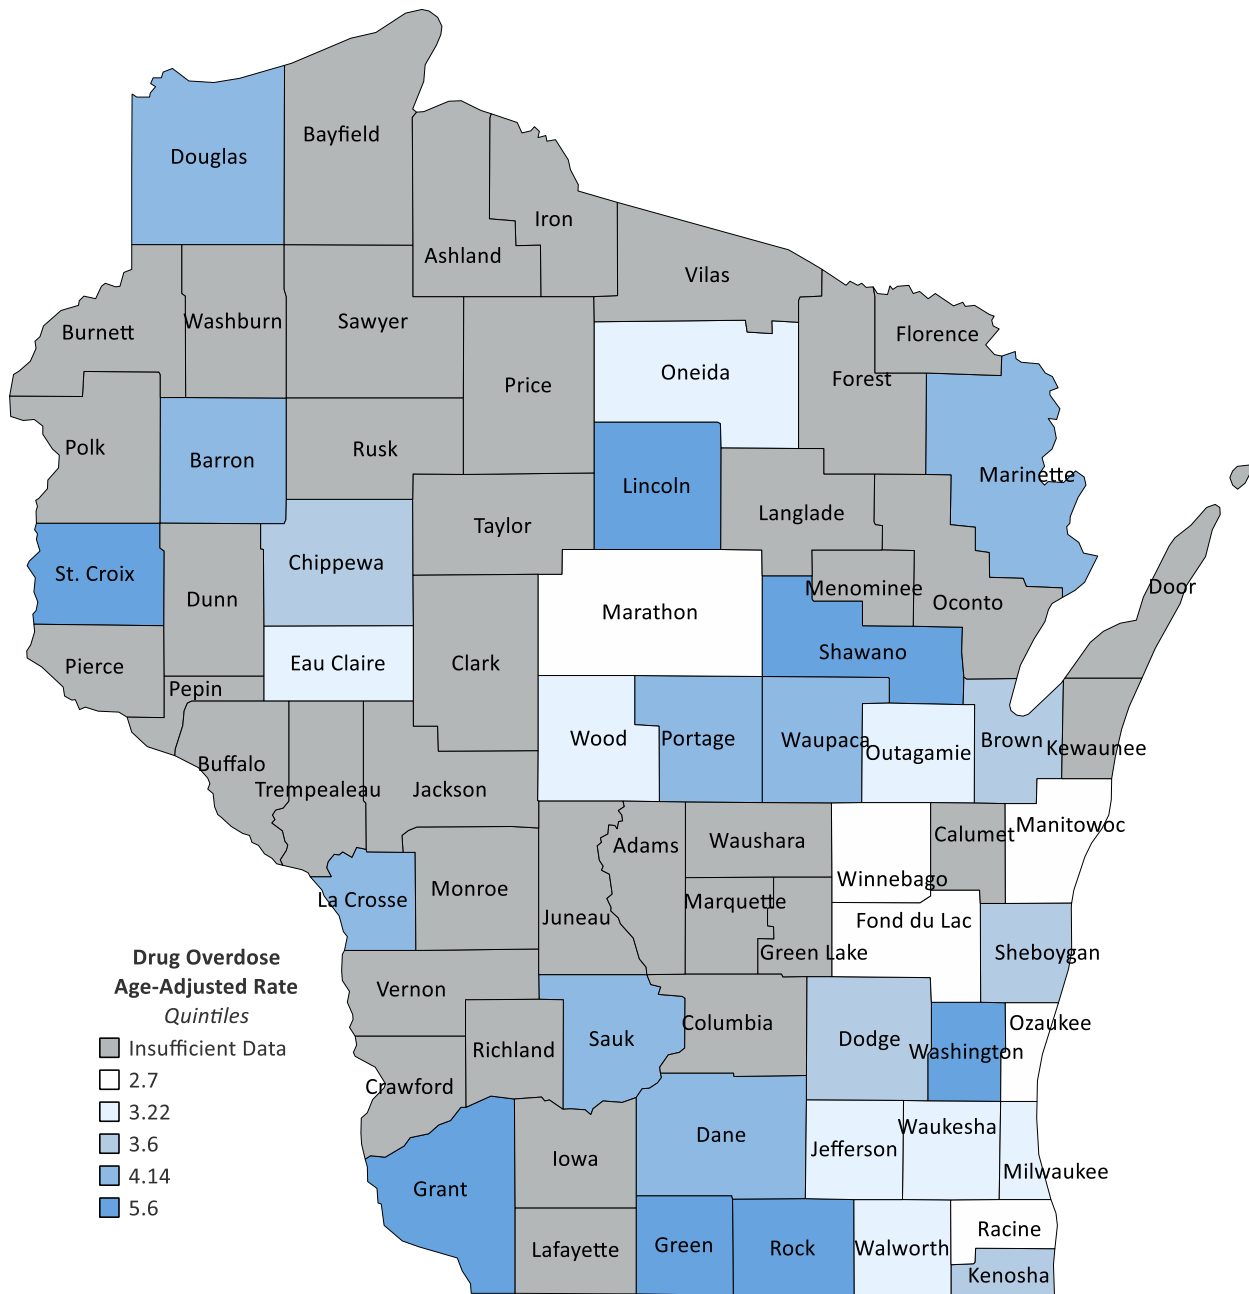 Bayfield
Douglas
Iron
Ashland
Vilas
Burnett
Washburn
Sawyer
Florence
Oneida
Forest
Price
Polk
Barron
Rusk
Marinette
Lincoln
Langlade
Taylor
Chippewa
St. Croix
Menominee
Door
Dunn
Oconto
Marathon
Shawano
Pierce
Eau Claire
Clark
Pepin
Wood
Portage
Waupaca
Brown
Outagamie
Kewaunee
Buffalo
Trempealeau
Jackson
Manitowoc
Calumet
Adams
Waushara
Winnebago
Monroe
La Crosse
Marquette
Juneau
Fond du Lac
Green Lake
Sheboygan
Vernon
Columbia
Ozaukee
Sauk
Dodge
Richland
Washington
Crawford
Waukesha
Dane
Jefferson
Iowa
Milwaukee
Grant
Racine
Lafayette
Green
Rock
Walworth
Kenosha
Drug Overdose
Age-Adjusted Rate
Quintiles
Insufficient Data
2.7
3.22
3.6
4.14
5.6